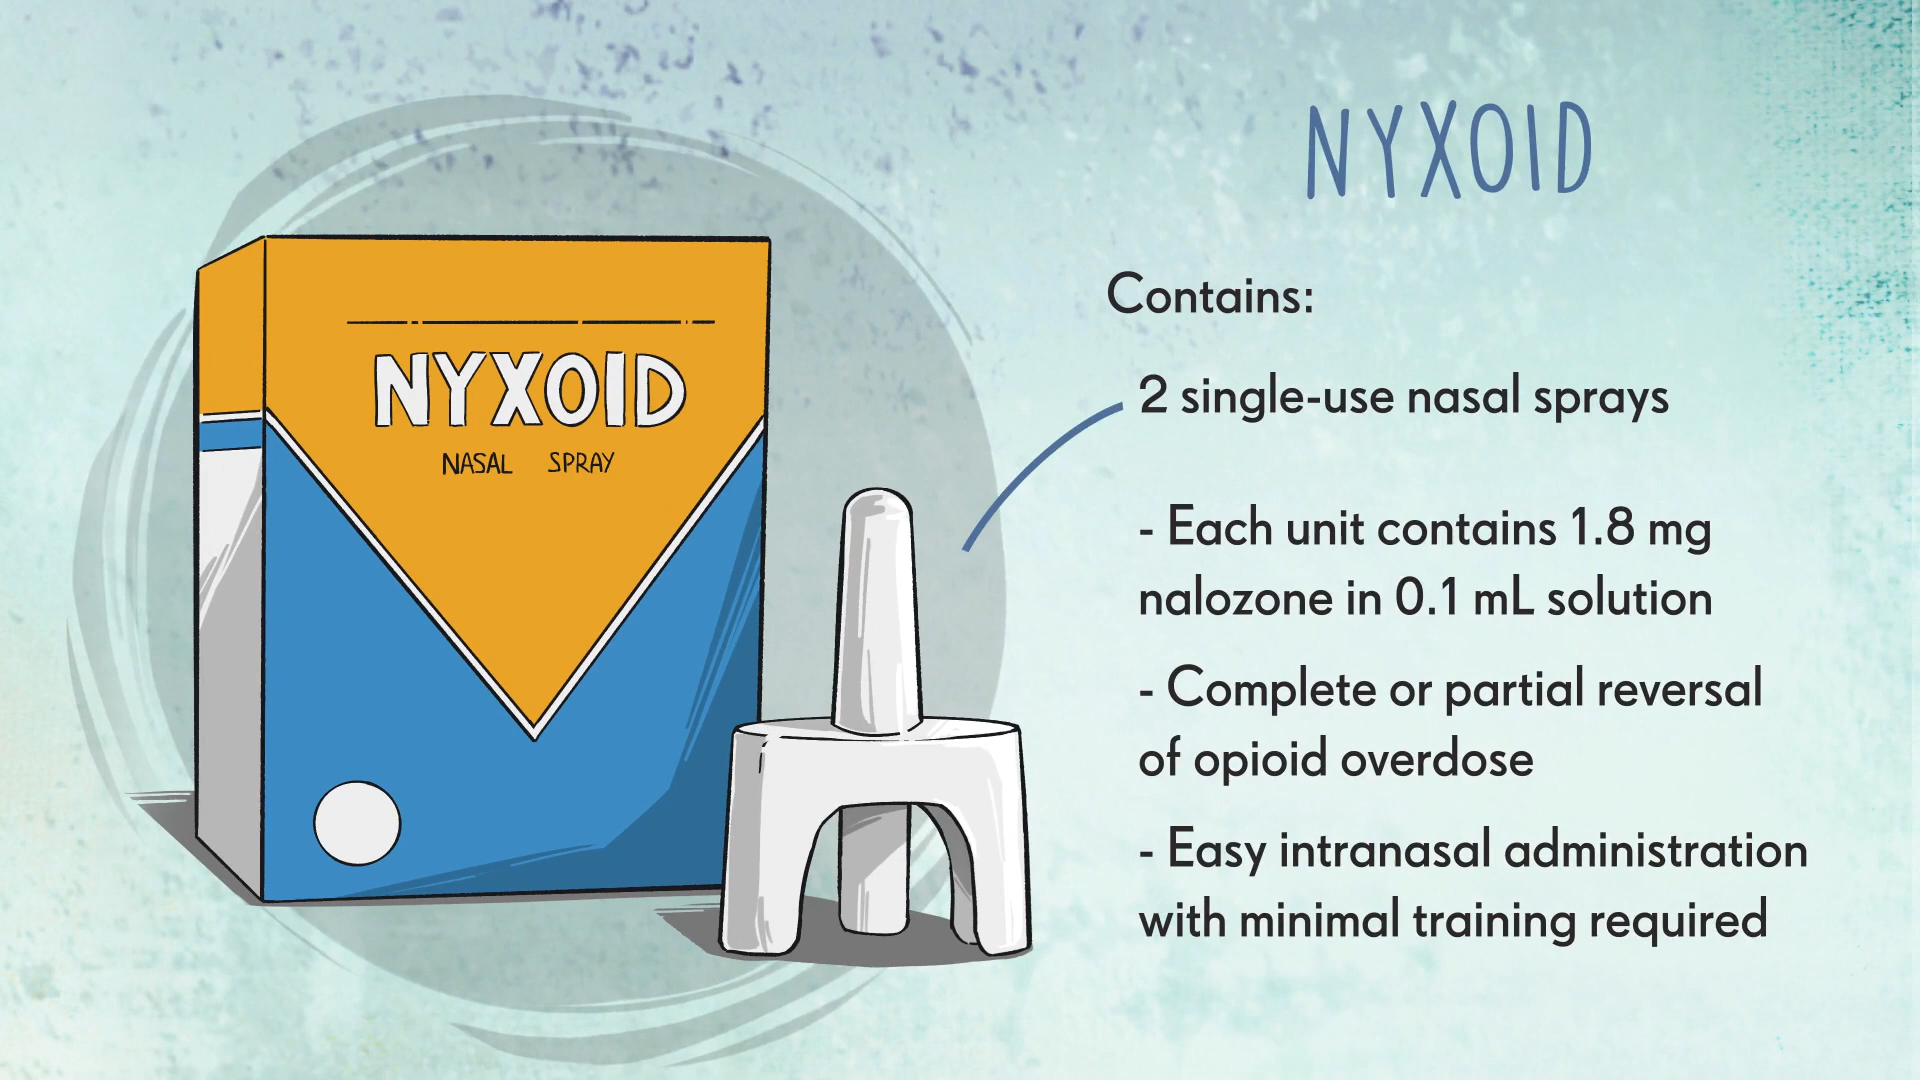 NYXOID
Contains:
2 single-use nasal sprays
- Each unit contains 1.8 mg
nalozone in 0.1 mL solution
- Complete or partial reversal
of opioid overdose
- Easy intranasal administration
with minimal training required
NYXOID
NASAL SPRAY